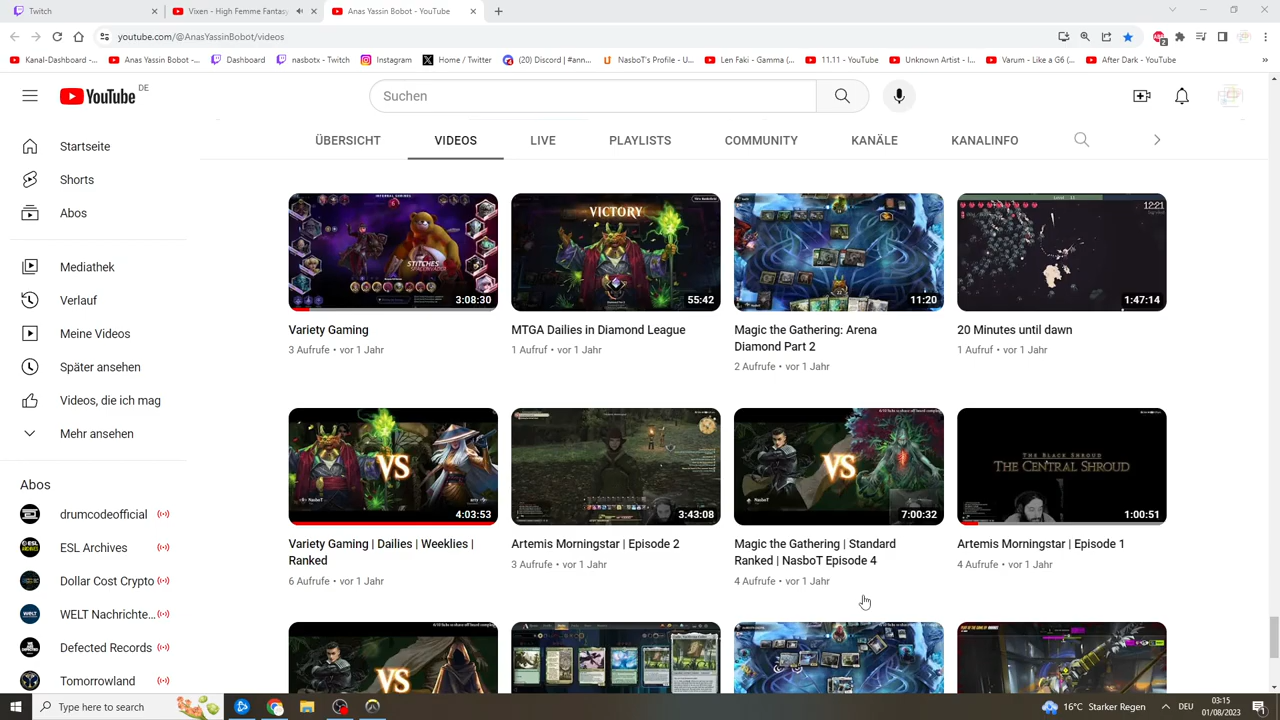 Twitch
Vixen - High Femme Fantasy
Anas Yassin Bobot - YouTube
youtube.com/@AnasYassinBobot/videos
Kanal-Dashboard -...
Anas Yassin Bobot -...
Dashboard
nasbotx - Twitch
Instagram
Home / Twitter
(20) Discord | #ann...
NasboT's Profile - U...
Len Faki - Gamma (...
11.11 - YouTube
Unknown Artist - I...
Varum - Like a G6 (...
After Dark - YouTube
»
YouTube DE
Suchen
ÜBERSICHT
VIDEOS
LIVE
PLAYLISTS
COMMUNITY
KANÄLE
KANALINFO
Startseite
Shorts
Abos
Mediathek
Verlauf
Meine Videos
Später ansehen
Videos, die ich mag
Mehr ansehen
Abos
drumcodeofficial
ESL Archives
Dollar Cost Crypto
WELT Nachrichte...
Defected Records
Tomorrowland
STITCHES
3:08:30
VICTORY
55:42
11:20
12:21
1:47:14
Variety Gaming
3 Aufrufe • vor 1 Jahr
MTGA Dailies in Diamond League
1 Aufruf • vor 1 Jahr
Magic the Gathering: Arena
Diamond Part 2
2 Aufrufe • vor 1 Jahr
20 Minutes until dawn
1 Aufruf • vor 1 Jahr
VS
NasboT
4:03:53
3:43:08
VS
NasboT
7:00:32
THE BLACK SHROUD
THE CENTRAL SHROUD
1:00:51
Variety Gaming | Dailies | Weeklies |
Ranked
6 Aufrufe • vor 1 Jahr
Artemis Morningstar | Episode 2
3 Aufrufe • vor 1 Jahr
Magic the Gathering | Standard
Ranked | NasboT Episode 4
4 Aufrufe • vor 1 Jahr
Artemis Morningstar | Episode 1
4 Aufrufe • vor 1 Jahr
VS
Type here to search
16°C Starker Regen
DEU
03:15
01/08/2023